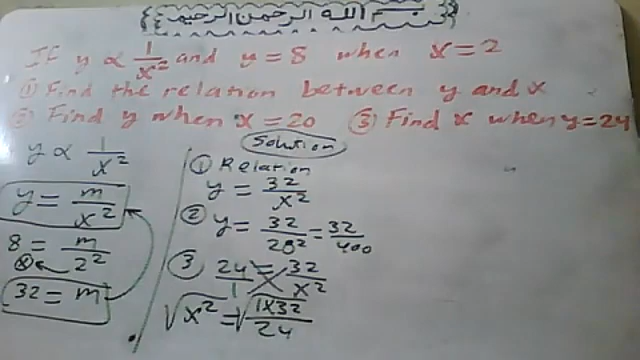 بسم الله الرحمن الرحيم
If y ∝ 1/x² and y = 8 when x = 2
① Find the relation between y and x
② Find y when x = 20 ③ Find x when y = 24
Solution
y ∝ 1/x²
y = m/x²
8 = m/2²
32 = m
① Relation
y = 32/x²
② y = 32/20² = 32/400
③ 24/1 = 32/x²
√x² = √1×32/24